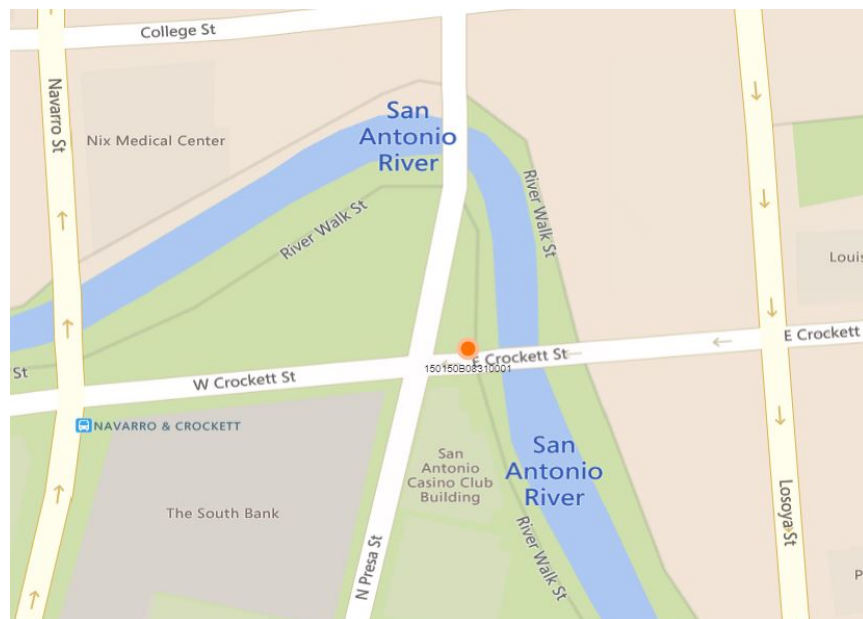 College St
Navarro St
San
Antonio
River
Nix Medical Center
River Walk St
River Walk St
Louis
E Crockett
E Crockett St
150150B08310001
St
W Crockett St
NAVARRO & CROCKETT
San
Antonio
Casino Club
Building
San
Antonio
River
The South Bank
Losoya St
N Presa St
River Walk St
P